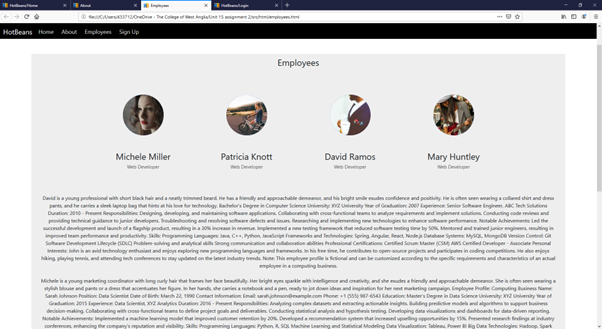 HotBeans/Home
About
Employees
HotBeans/Login
file:///C:/Users/A33712/OneDrive - The College of West Anglia/Unit 15 assignment 2/src/html/employees.html
HotBeans Home About Employees Sign Up
Employees
Michele Miller
Web Developer
Patricia Knott
Web Developer
David Ramos
Web Developer
Mary Huntley
Web Developer
David is a young professional with short black hair and a neatly trimmed beard. He has a friendly and approachable demeanor, and his bright smile exudes confidence and positivity. He is often seen wearing a collared shirt and dress
pants, and he carries a sleek laptop bag that hints at his love for technology. Bachelor's Degree in Computer Science University: XYZ University Year of Graduation: 2007 Experience: Senior Software Engineer, ABC Tech Solutions
Duration: 2010 - Present Responsibilities: Designing, developing, and maintaining software applications. Collaborating with cross-functional teams to analyze requirements and implement solutions. Conducting code reviews and
providing technical guidance to junior developers. Troubleshooting and resolving software defects and issues. Researching and implementing new technologies to enhance software performance. Notable Achievements: Led the
successful development and launch of a flagship product, resulting in a 30% increase in revenue. Implemented a new testing framework that reduced software testing time by 50%. Mentored and trained junior engineers, resulting in
improved team performance and productivity. Skills: Programming Languages: Java, C++, Python, JavaScript Frameworks and Technologies: Spring, Angular, React, Node.js Database Systems: MySQL, MongoDB Version Control: Git
Software Development Lifecycle (SDLC) Problem-solving and analytical skills Strong communication and collaboration abilities Professional Certifications: Certified Scrum Master (CSM) AWS Certified Developer - Associate Personal
Interests: John is an avid technology enthusiast and enjoys exploring new programming languages and frameworks. In his free time, he contributes to open-source projects and participates in coding competitions. He also enjoys
hiking, playing tennis, and attending tech conferences to stay updated on the latest industry trends. Note: This employee profile is fictional and can be customized according to the specific requirements and characteristics of an actual
employee in a computing business.
Michele is a young marketing coordinator with long curly hair that frames her face beautifully. Her bright eyes sparkle with intelligence and creativity, and she exudes a friendly and approachable demeanor. She is often seen wearing a
stylish blouse and pants or a dress that accentuates her figure. In her hands, she carries a notebook and a pen, ready to jot down ideas and inspiration for her next marketing campaign. Employee Profile: Computing Business Name:
Sarah Johnson Position: Data Scientist Date of Birth: March 22, 1990 Contact Information: Email: sarah.johnson@example.com Phone: +1 (555) 987-6543 Education: Master's Degree in Data Science University: XYZ University Year of
Graduation: 2015 Experience: Data Scientist, XYZ Analytics Duration: 2016 - Present Responsibilities: Analyzing complex datasets and extracting actionable insights. Building predictive models and algorithms to support business
decision-making. Collaborating with cross-functional teams to define project goals and deliverables. Conducting statistical analysis and hypothesis testing. Developing data visualizations and dashboards for data-driven reporting.
Notable Achievements: Implemented a machine learning model that improved customer retention by 20%. Developed a recommendation system that increased upselling opportunities by 15%. Presented research findings at industry
conferences, enhancing the company's reputation and visibility. Skills: Programming Languages: Python, R, SQL Machine Learning and Statistical Modeling Data Visualization: Tableau, Power BI Big Data Technologies: Hadoop, Spark